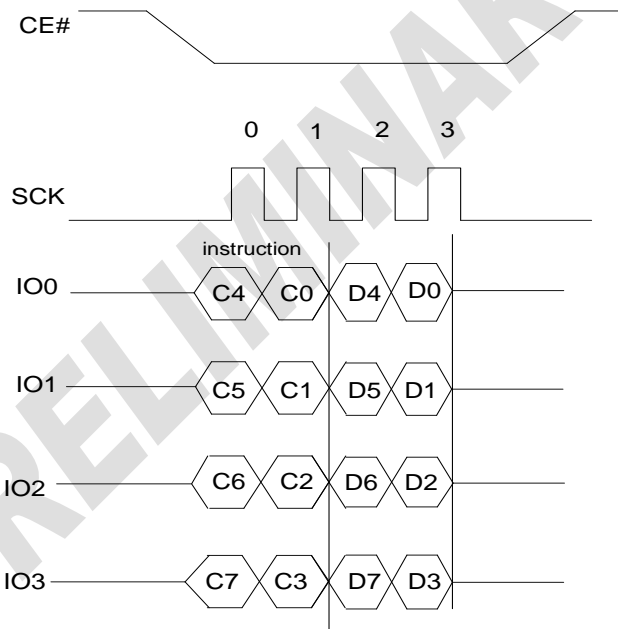 CE#
0 1 2 3
SCK
instruction
IO0 C4 C0 D4 D0
IO1 C5 C1 D5 D1
IO2 C6 C2 D6 D2
IO3 C7 C3 D7 D3